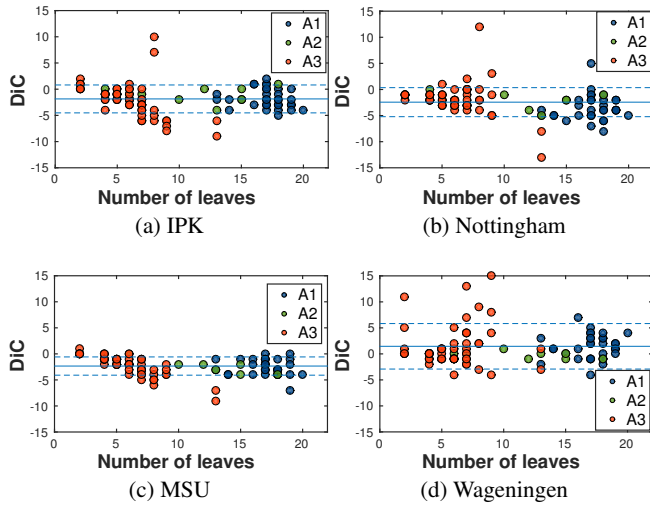 15
10
5
0
-5
-10
-15
DiC
0 5 10 15 20
Number of leaves
A1
A2
A3
(a) IPK
15
10
5
0
-5
-10
-15
DiC
0 5 10 15 20
Number of leaves
A1
A2
A3
(b) Nottingham
15
10
5
0
-5
-10
-15
DiC
0 5 10 15 20
Number of leaves
A1
A2
A3
(c) MSU
15
10
5
0
-5
-10
-15
DiC
0 5 10 15 20
Number of leaves
A1
A2
A3
(d) Wageningen